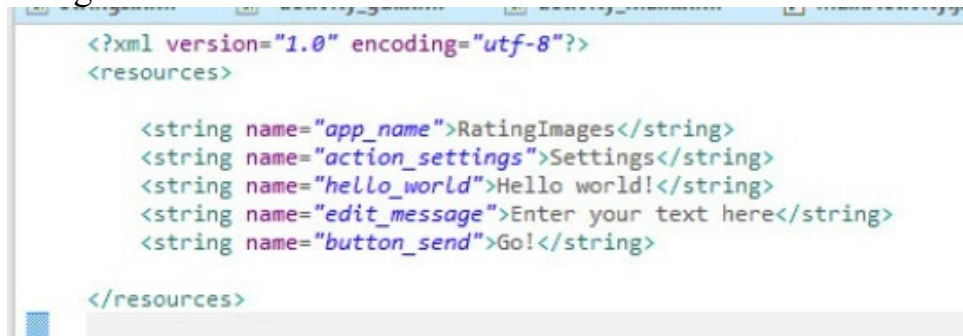 <?xml version="1.0" encoding="utf-8"?>
<resources>
<string name="app_name">RatingImages</string>
<string name="action_settings">Settings</string>
<string name="hello_world">Hello world!</string>
<string name="edit_message">Enter your text here</string>
<string name="button_send">Go!</string>
</resources>